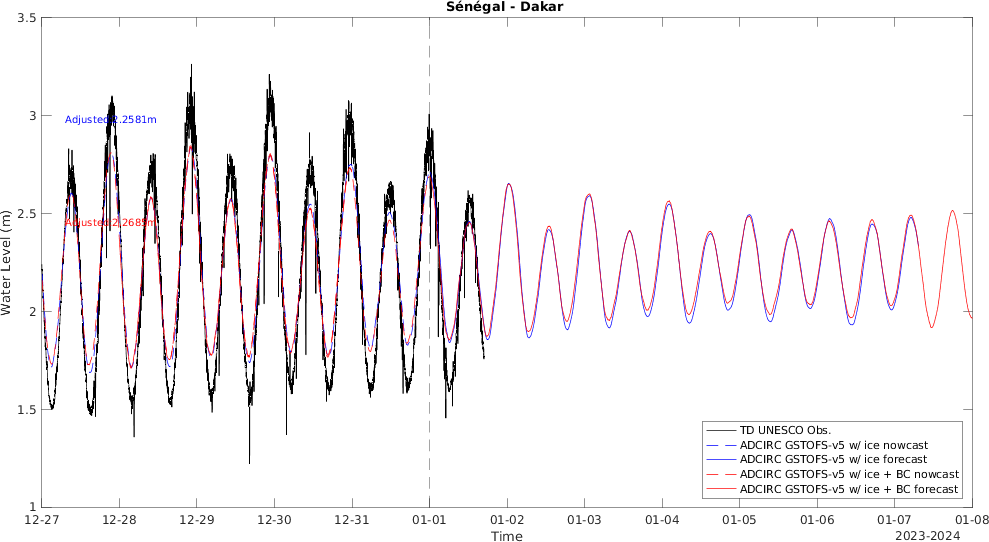 Sénégal - Dakar
3.5
3
2.5
2
1.5
1
Water Level (m)
Adjusted 2.2581m
Adjusted 2.2685m
TD UNESCO Obs.
ADCIRC GSTOFS-v5 w/ ice nowcast
ADCIRC GSTOFS-v5 w/ ice forecast
ADCIRC GSTOFS-v5 w/ ice + BC nowcast
ADCIRC GSTOFS-v5 w/ ice + BC forecast
12-27 12-28 12-29 12-30 12-31 01-01 01-02 01-03 01-04 01-05 01-06 01-07 01-08
Time
2023-2024